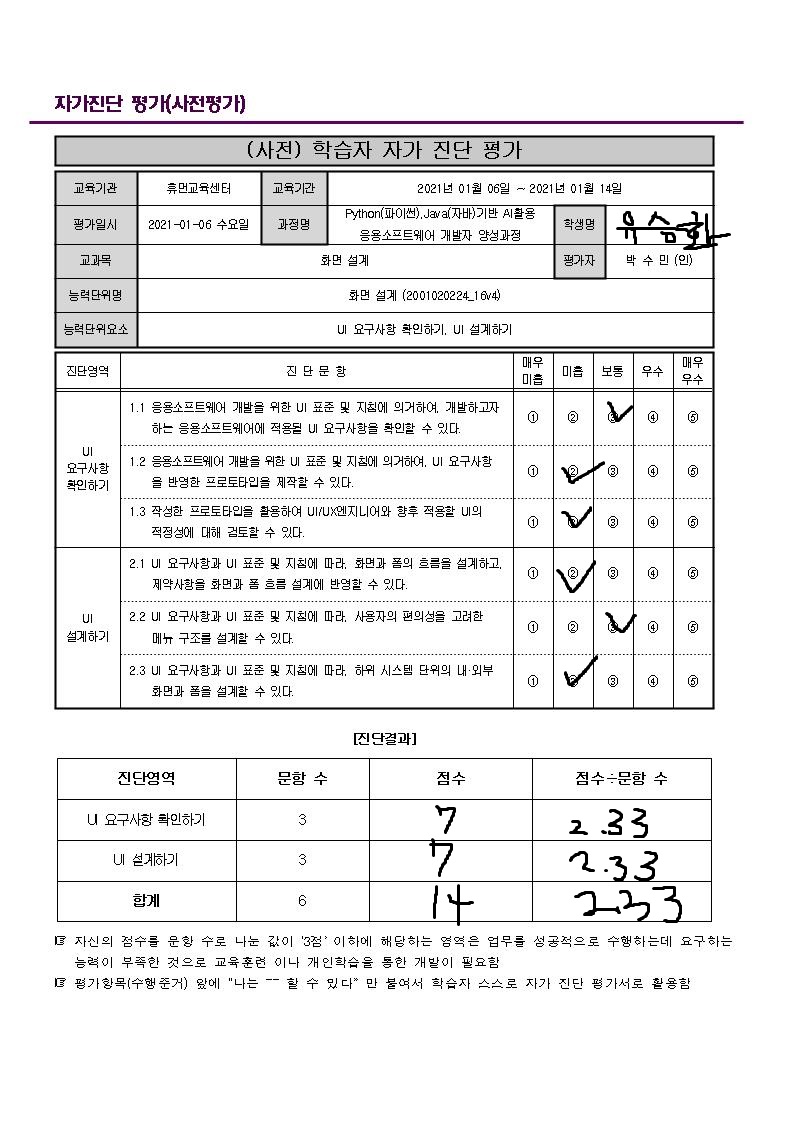 자가진단 평가(사전평가)
(사전) 학습자 자가 진단 평가
교육기관 휴먼교육센터 교육기간 2021년 01월 06일 ~ 2021년 01월 14일
평가일시 2021-01-06 수요일 과정명 Python(파이썬),Java(자바)기반 AI활용
응용소프트웨어 개발자 양성과정 학생명
교과목 화면 설계 평가자 박 수 민 (인)
능력단위명 화면 설계 (2001020224_16v4)
능력단위요소 UI 요구사항 확인하기, UI 설계하기
진단영역 진 단 문 항 매우 미흡 미흡 보통 우수 매우 우수
UI 요구사항 확인하기
1.1 응용소프트웨어 개발을 위한 UI 표준 및 지침에 의거하여, 개발하고자
하는 응용소프트웨어에 적용될 UI 요구사항을 확인할 수 있다.
① ② ③ ④ ⑤
1.2 응용소프트웨어 개발을 위한 UI 표준 및 지침에 의거하여, UI 요구사항
을 반영한 프로토타입을 제작할 수 있다.
① ② ③ ④ ⑤
1.3 작성한 프로토타입을 활용하여 UI/UX엔지니어와 향후 적용할 UI의
적정성에 대해 검토할 수 있다.
① ② ③ ④ ⑤
UI 설계하기
2.1 UI 요구사항과 UI 표준 및 지침에 따라, 화면과 폼의 흐름을 설계하고,
제약사항을 화면과 폼 흐름 설계에 반영할 수 있다.
① ② ③ ④ ⑤
2.2 UI 요구사항과 UI 표준 및 지침에 따라, 사용자의 편의성을 고려한
메뉴 구조를 설계할 수 있다.
① ② ③ ④ ⑤
2.3 UI 요구사항과 UI 표준 및 지침에 따라, 하위 시스템 단위의 내·외부
화면과 폼을 설계할 수 있다.
① ② ③ ④ ⑤
[진단결과]
진단영역 문항 수 점수 점수÷문항 수
UI 요구사항 확인하기 3 7 2.33
UI 설계하기 3 7 2.33
합계 6 14 2.33
☞ 자신의 점수를 문항 수로 나눈 값이 '3점' 이하에 해당하는 영역은 업무를 성공적으로 수행하는데 요구하는
능력이 부족한 것으로 교육훈련 이나 개인학습을 통한 개발이 필요함
☞ 평가항목(수행준거) 앞에 "나는 ~~ 할 수 있다" 만 붙여서 학습자 스스로 자가 진단 평가서로 활용함